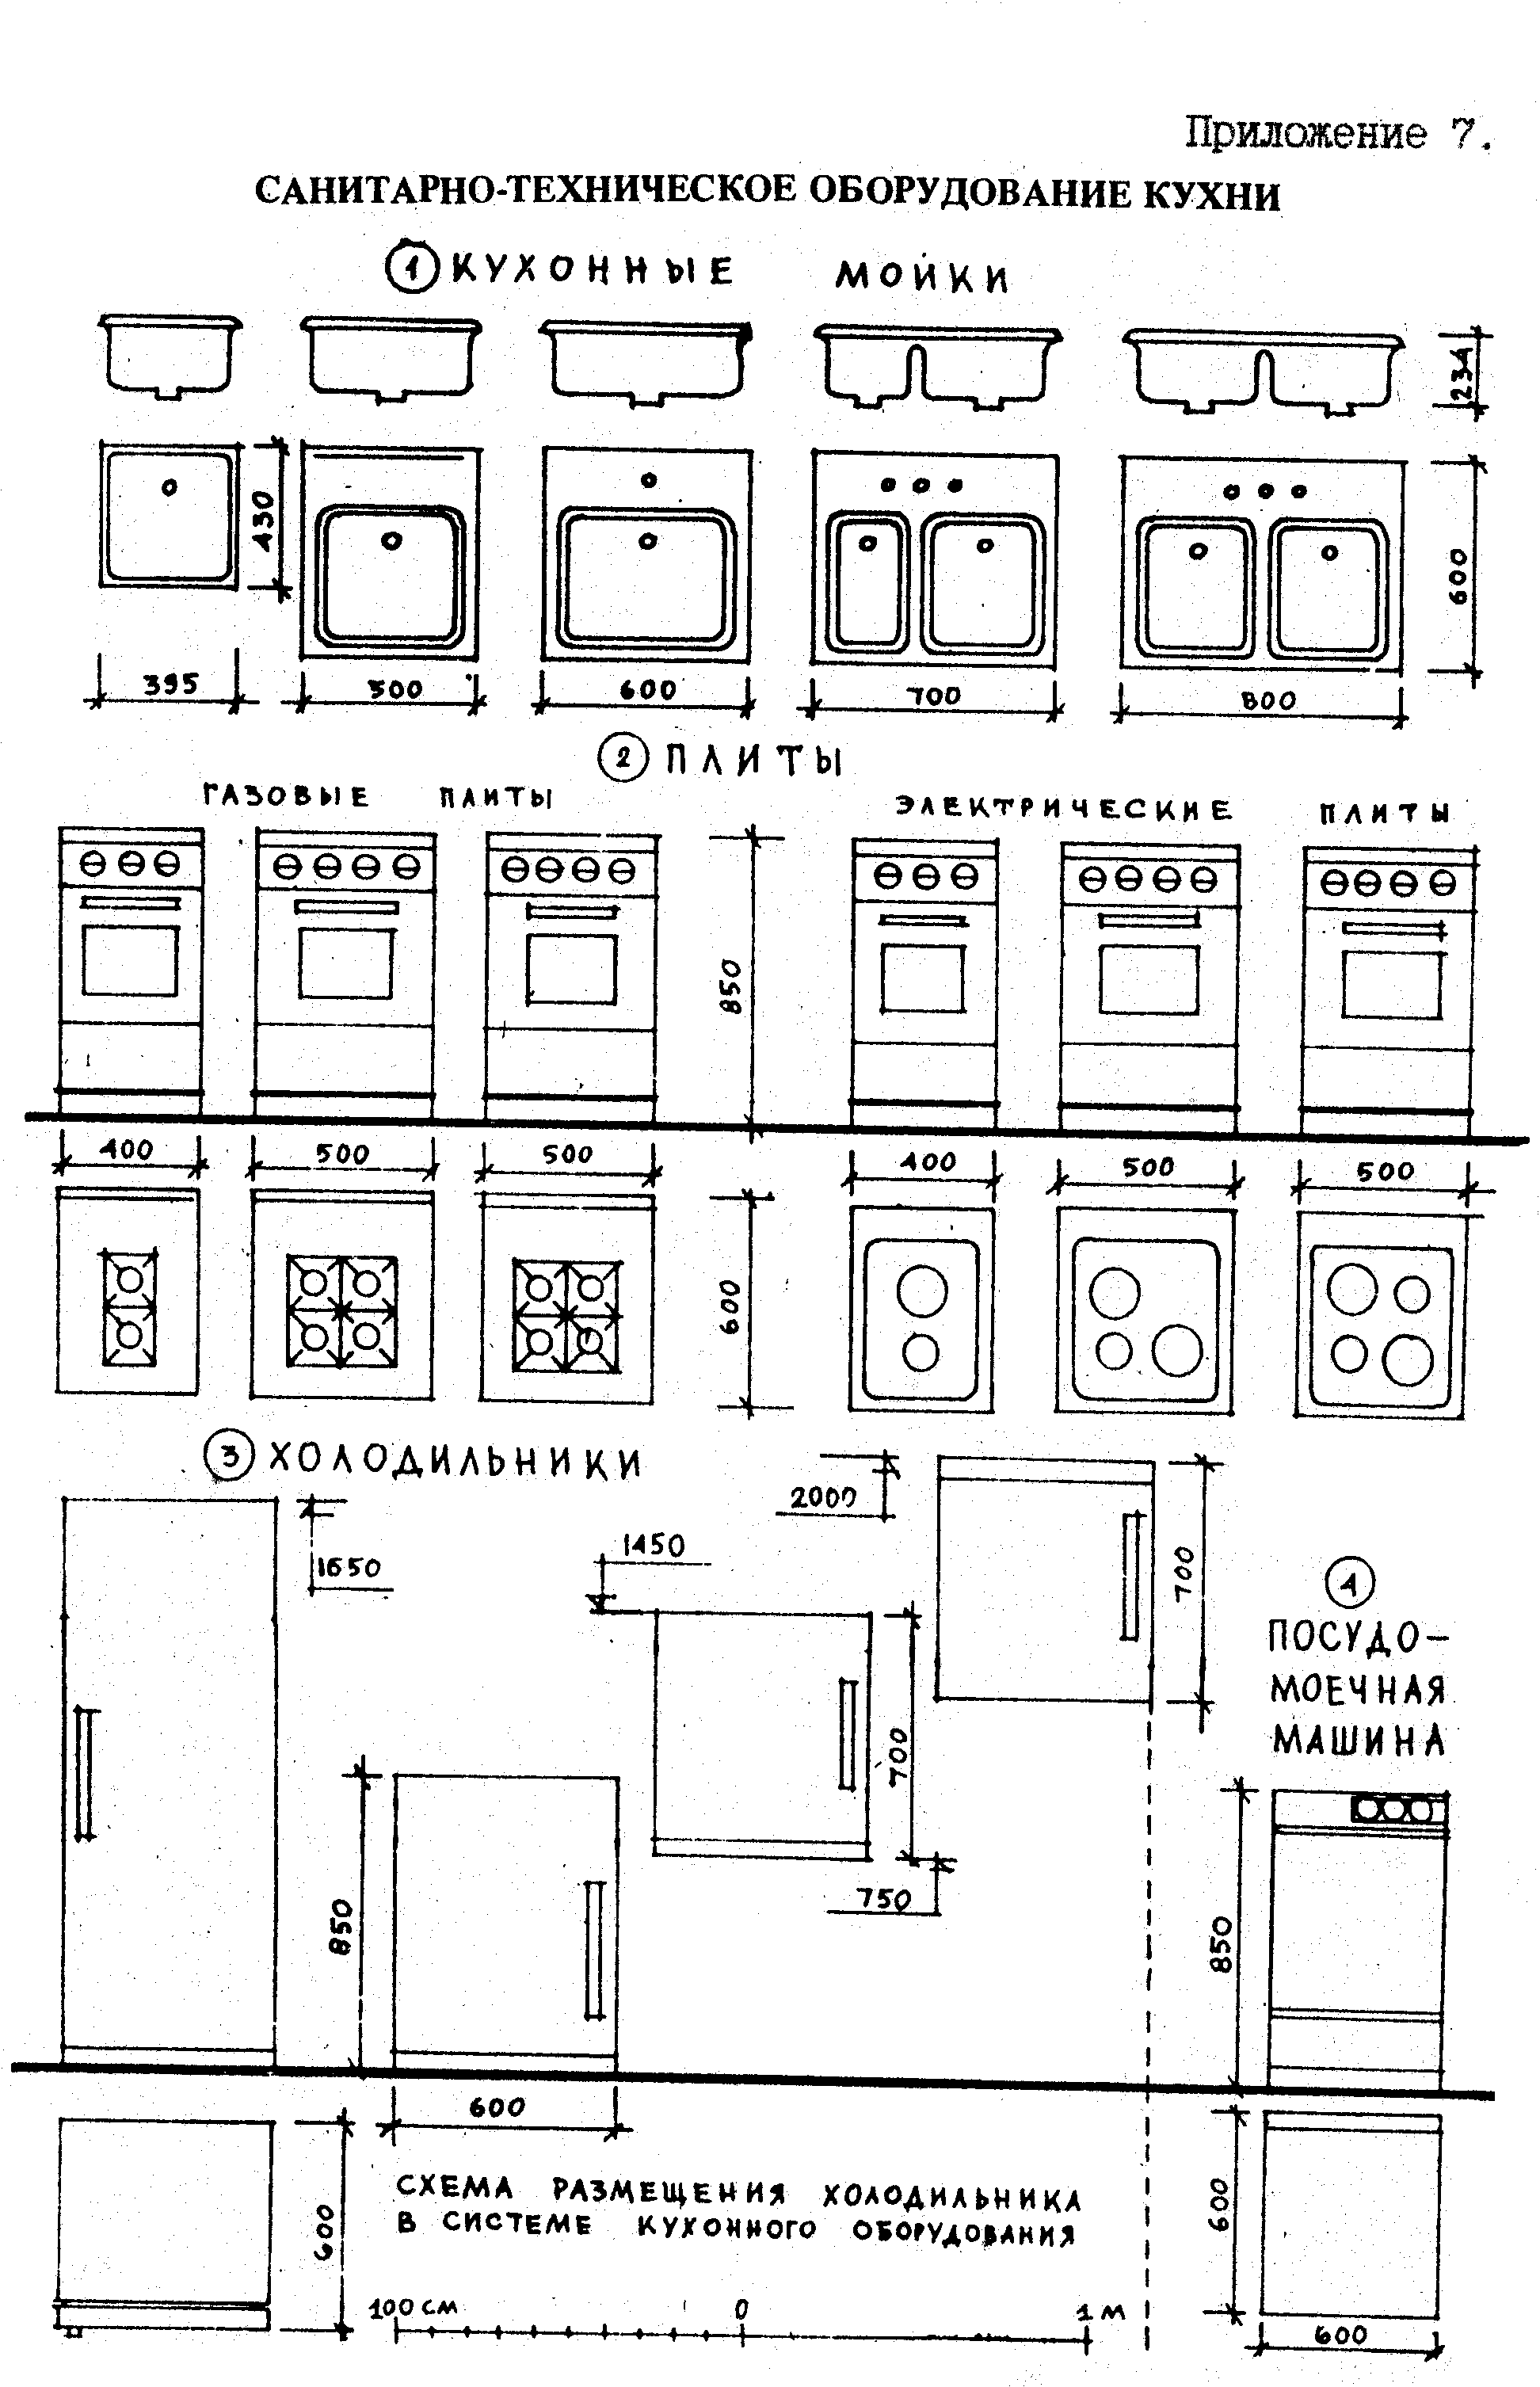 Приложение 7.
САНИТАРНО-ТЕХНИЧЕСКОЕ ОБОРУДОВАНИЕ КУХНИ
1 КУХОННЫЕ МОЙКИ
234
430
600
395
500
600
700
800
2 ПЛИТЫ
ГАЗОВЫЕ ПЛИТЫ
ЭЛЕКТРИЧЕСКИЕ ПЛИТЫ
850
400
500
500
400
500
500
600
3 ХОЛОДИЛЬНИКИ
2000
1450
1650
700
4
ПОСУДО-
МОЕЧНАЯ
МАШИНА
700
750
850
850
600
600
600
СХЕМА РАЗМЕЩЕНИЯ ХОЛОДИЛЬНИКА
В СИСТЕМЕ КУХОННОГО ОБОРУДОВАНИЯ
100 СМ
0
1 М
600